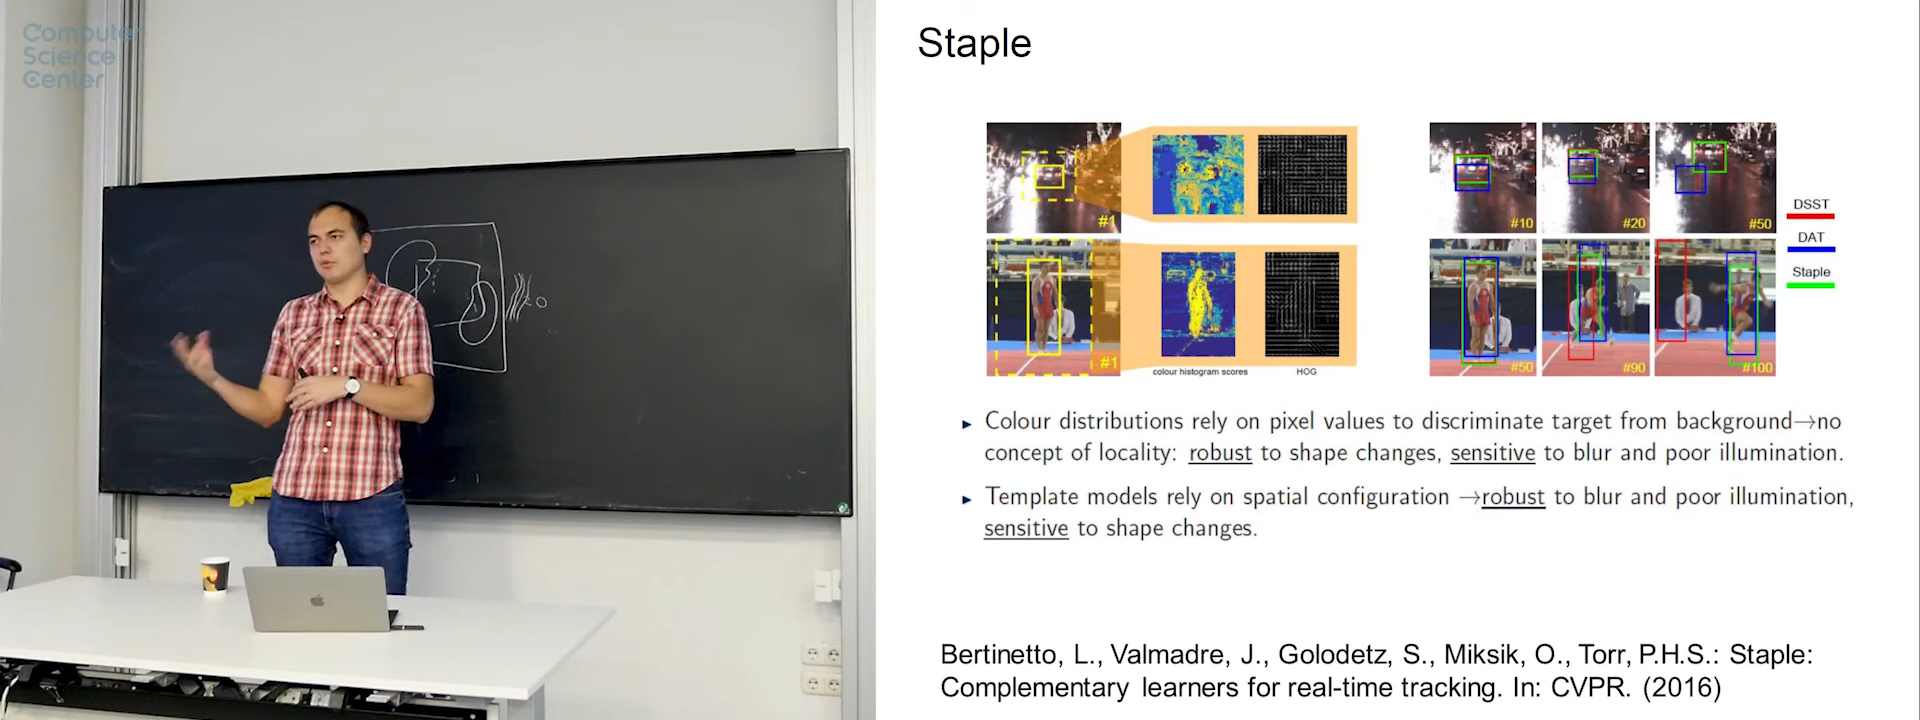 Computer
Science
Center
Staple
#1
#10
#20
#50
DSST
DAT
Staple
#1
#50
#90
#100
colour histogram scores
HOG
Colour distributions rely on pixel values to discriminate target from background→no
concept of locality: robust to shape changes, sensitive to blur and poor illumination.
Template models rely on spatial configuration →robust to blur and poor illumination,
sensitive to shape changes.
Bertinetto, L., Valmadre, J., Golodetz, S., Miksik, O., Torr, P.H.S.: Staple:
Complementary learners for real-time tracking. In: CVPR. (2016)